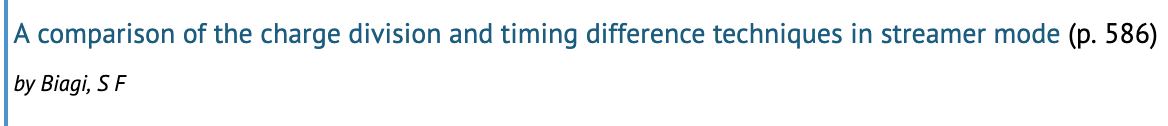 A comparison of the charge division and timing difference techniques in streamer mode (p. 586)
by Biagi, S F